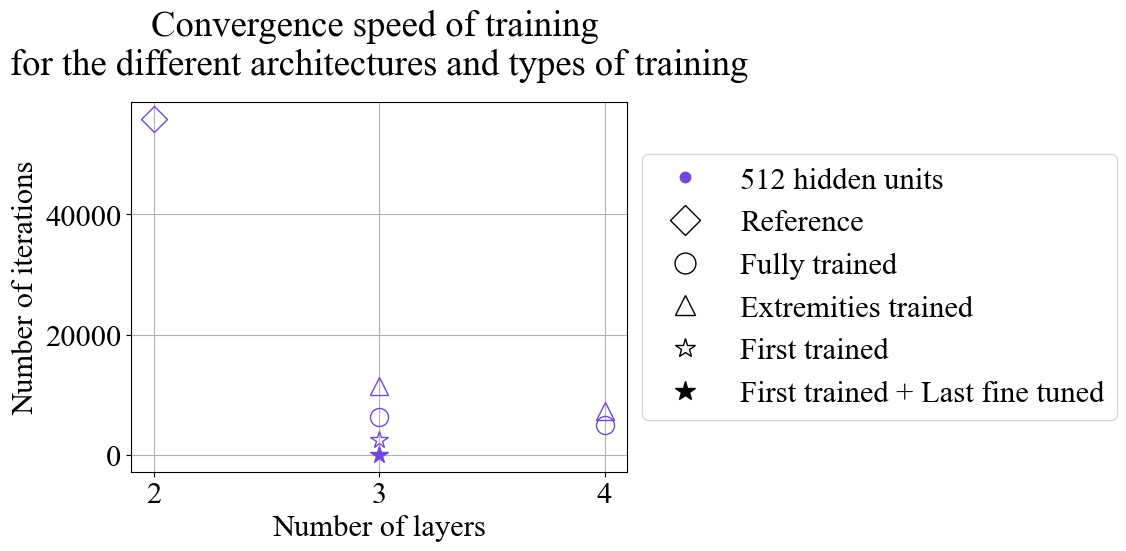 Convergence speed of training
for the different architectures and types of training
Number of iterations
40000
20000
0
2
3
4
Number of layers
512 hidden units
Reference
Fully trained
Extremities trained
First trained
First trained + Last fine tuned